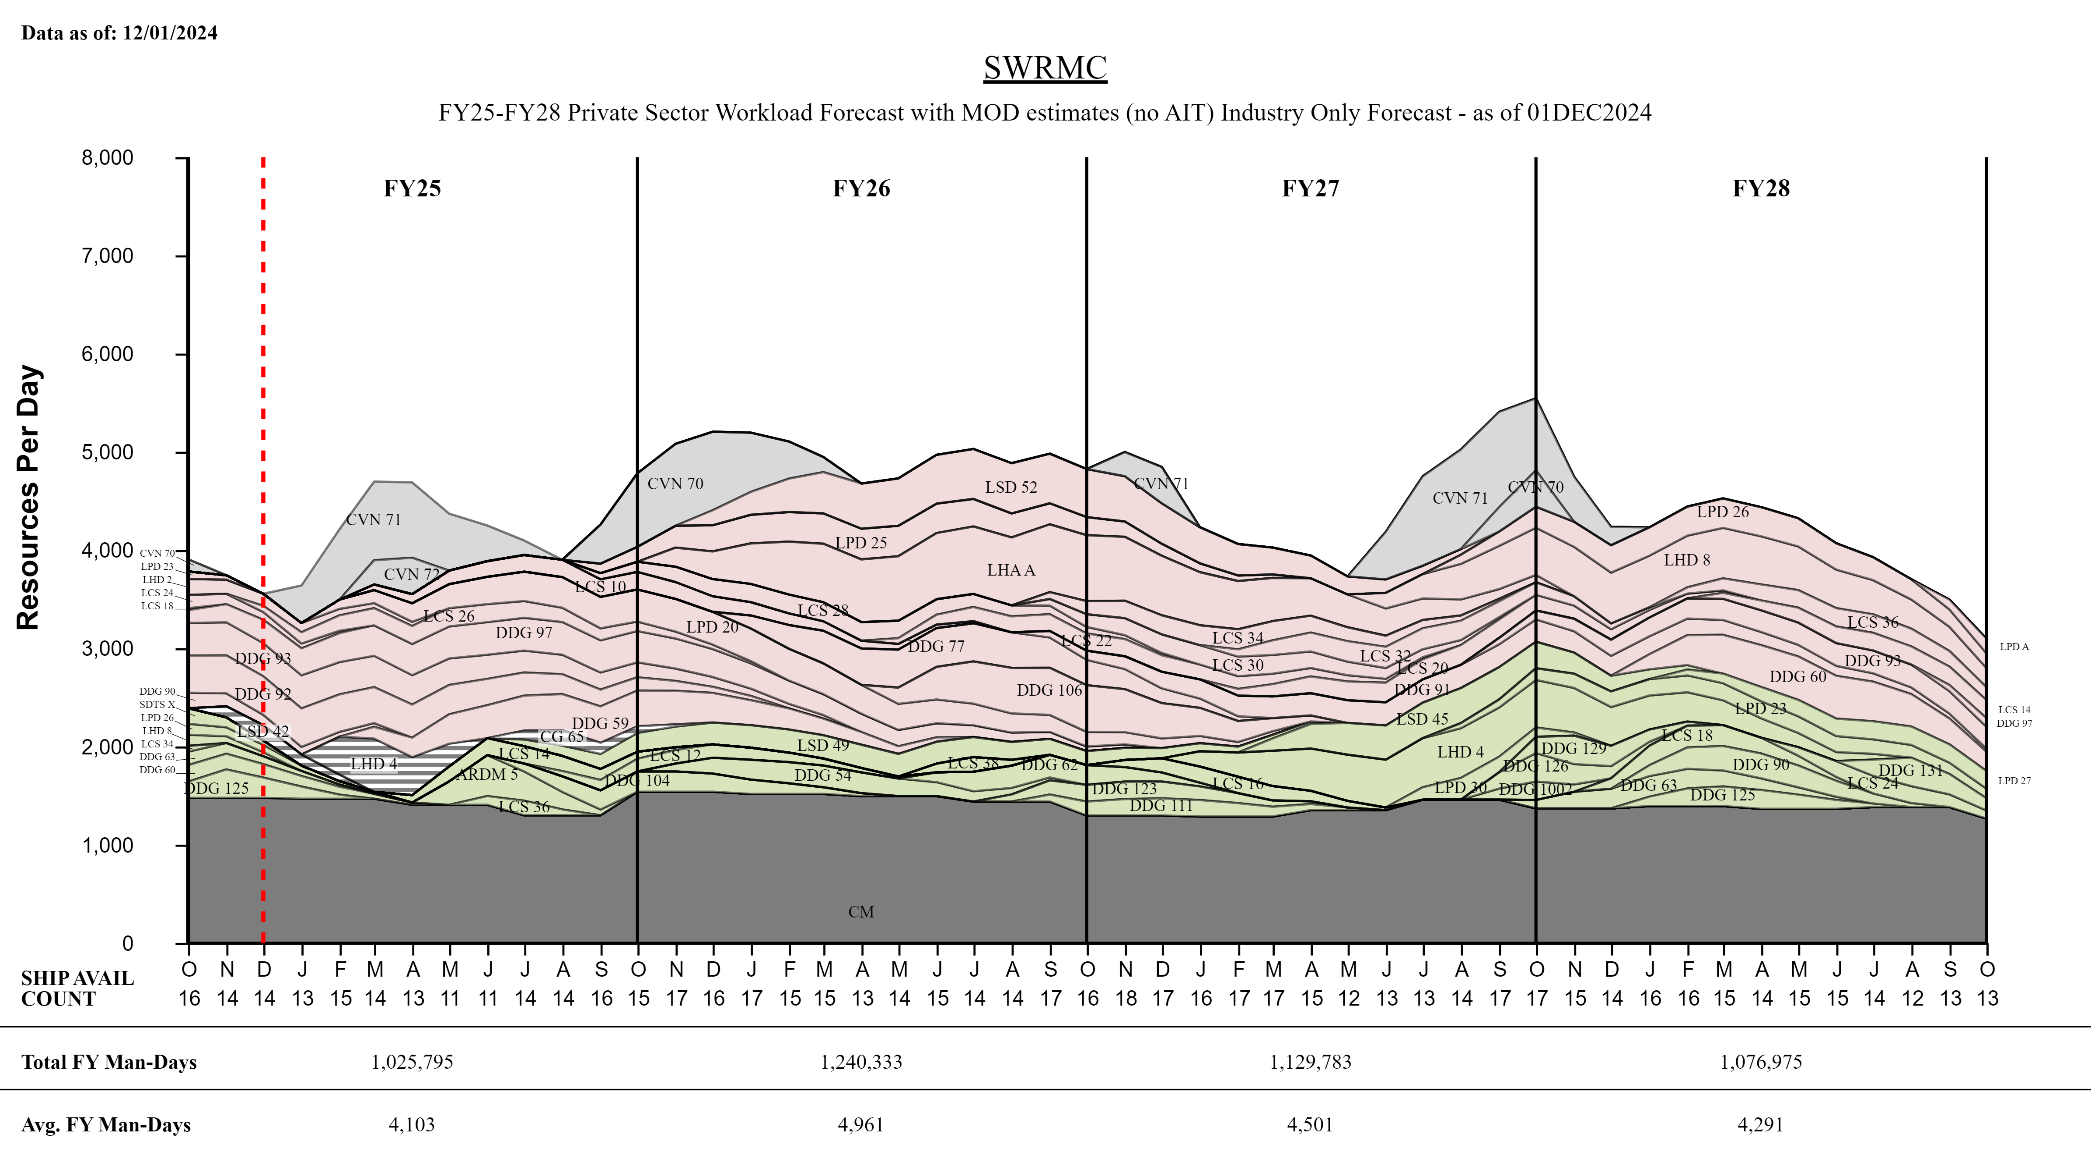 Data as of: 12/01/2024
SWRMC
FY25-FY28 Private Sector Workload Forecast with MOD estimates (no AIT) Industry Only Forecast - as of 01DEC2024
Resources Per Day
8,000
7,000
6,000
5,000
4,000
3,000
2,000
1,000
0
FY25 FY26 FY27 FY28
CVN 70
LPD 23
LHD 2
LCS 24
LCS 18
DDG 90
SDTS X
LPD 26
LHD 8
LCS 34
DDG 63
DDG 60
CVN 71
CVN 72
LCS 26
LCS 10
DDG 97
DDG 93
DDG 92
DDG 59
CG 65
LSD 42
LHD 4
LCS 14
ARDM 5
DDG 125
LCS 36
DDG 104
CVN 70
LSD 52
LPD 25
LHA A
LCS 28
LPD 20
DDG 77
LCS 22
DDG 106
LSD 49
LCS 12
LCS 38
DDG 62
DDG 54
CM
CVN 71
CVN 71
CVN 70
LCS 34
LCS 30
LCS 32
LCS 20
DDG 91
LSD 45
LHD 4
LCS 16
LPD 30
DDG 123
DDG 111
DDG 1002
DDG 126
DDG 129
LPD 26
LHD 8
LCS 36
DDG 93
DDG 60
LPD 23
LCS 18
DDG 90
DDG 131
LCS 24
DDG 63
DDG 125
LPD A
LCS 14
DDG 97
LPD 27
O N D J F M A M J J A S O N D J F M A M J J A S O N D J F M A M J J A S O N D J F M A M J J A S O
SHIP AVAIL
COUNT
16 14 14 13 15 14 13 11 11 14 14 16 15 17 16 17 15 15 13 14 15 14 14 17 16 18 17 16 17 17 15 12 13 13 14 17 17 15 14 16 16 15 14 15 15 14 12 13 13
Total FY Man-Days 1,025,795 1,240,333 1,129,783 1,076,975
Avg. FY Man-Days 4,103 4,961 4,501 4,291